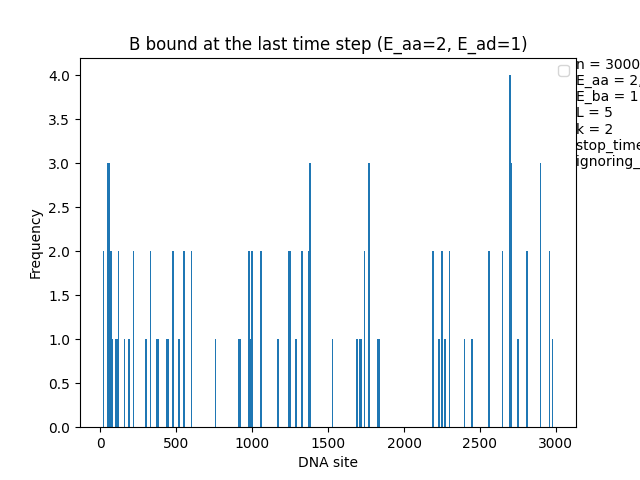 B bound at the last time step (E_aa=2, E_ad=1)
n = 3000
E_aa = 2,
E_ba = 1
L = 5
k = 2
stop_time
ignoring_
4.0
3.5
3.0
2.5
2.0
1.5
1.0
0.5
0.0
Frequency
0 500 1000 1500 2000 2500 3000
DNA site